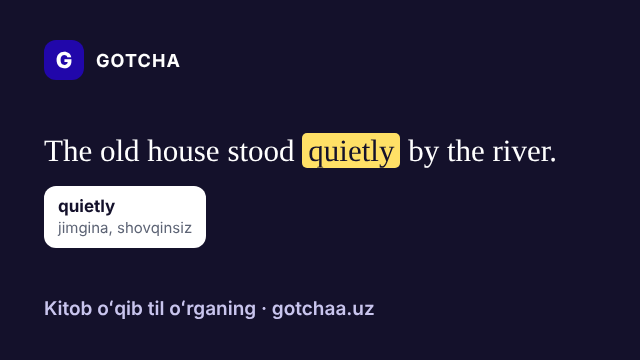 G GOTCHA
The old house stood quietly by the river.
quietly
jimgina, shovqinsiz
Kitob oʻqib til oʻrganing · gotchaa.uz